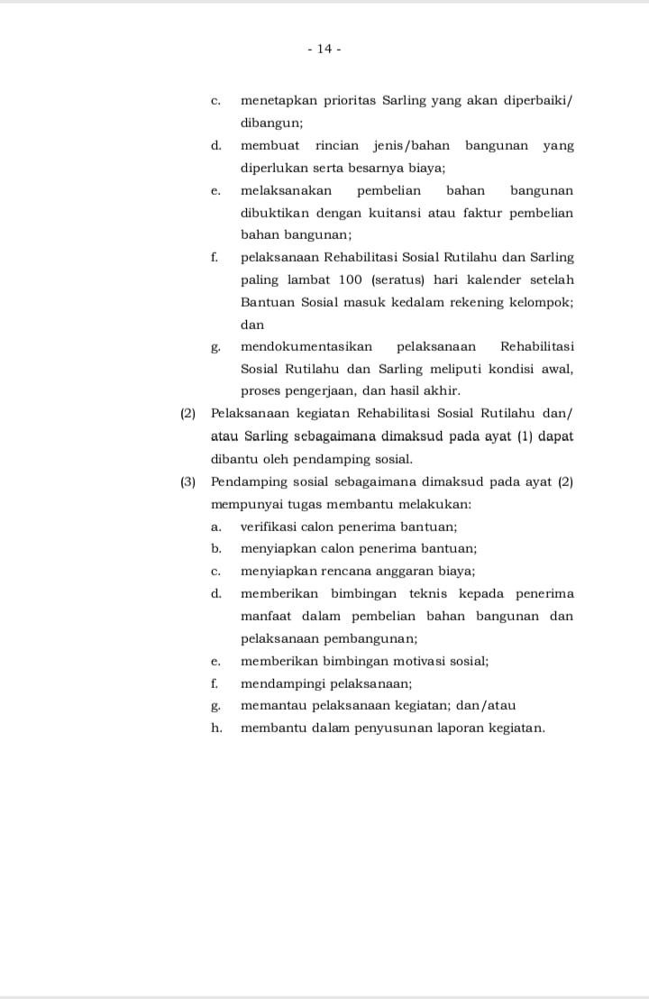 - 14 -
c. menetapkan prioritas Sarling yang akan diperbaiki/
dibangun;
d. membuat rincian jenis/bahan bangunan yang
diperlukan serta besarnya biaya;
e. melaksanakan pembelian bahan bangunan
dibuktikan dengan kuitansi atau faktur pembelian
bahan bangunan;
f. pelaksanaan Rehabilitasi Sosial Rutilahu dan Sarling
paling lambat 100 (seratus) hari kalender setelah
Bantuan Sosial masuk kedalam rekening kelompok;
dan
g. mendokumentasikan pelaksanaan Rehabilitasi
Sosial Rutilahu dan Sarling meliputi kondisi awal,
proses pengerjaan, dan hasil akhir.
(2) Pelaksanaan kegiatan Rehabilitasi Sosial Rutilahu dan/
atau Sarling sebagaimana dimaksud pada ayat (1) dapat
dibantu oleh pendamping sosial.
(3) Pendamping sosial sebagaimana dimaksud pada ayat (2)
mempunyai tugas membantu melakukan:
a. verifikasi calon penerima bantuan;
b. menyiapkan calon penerima bantuan;
c. menyiapkan rencana anggaran biaya;
d. memberikan bimbingan teknis kepada penerima
manfaat dalam pembelian bahan bangunan dan
pelaksanaan pembangunan;
e. memberikan bimbingan motivasi sosial;
f. mendampingi pelaksanaan;
g. memantau pelaksanaan kegiatan; dan/atau
h. membantu dalam penyusunan laporan kegiatan.